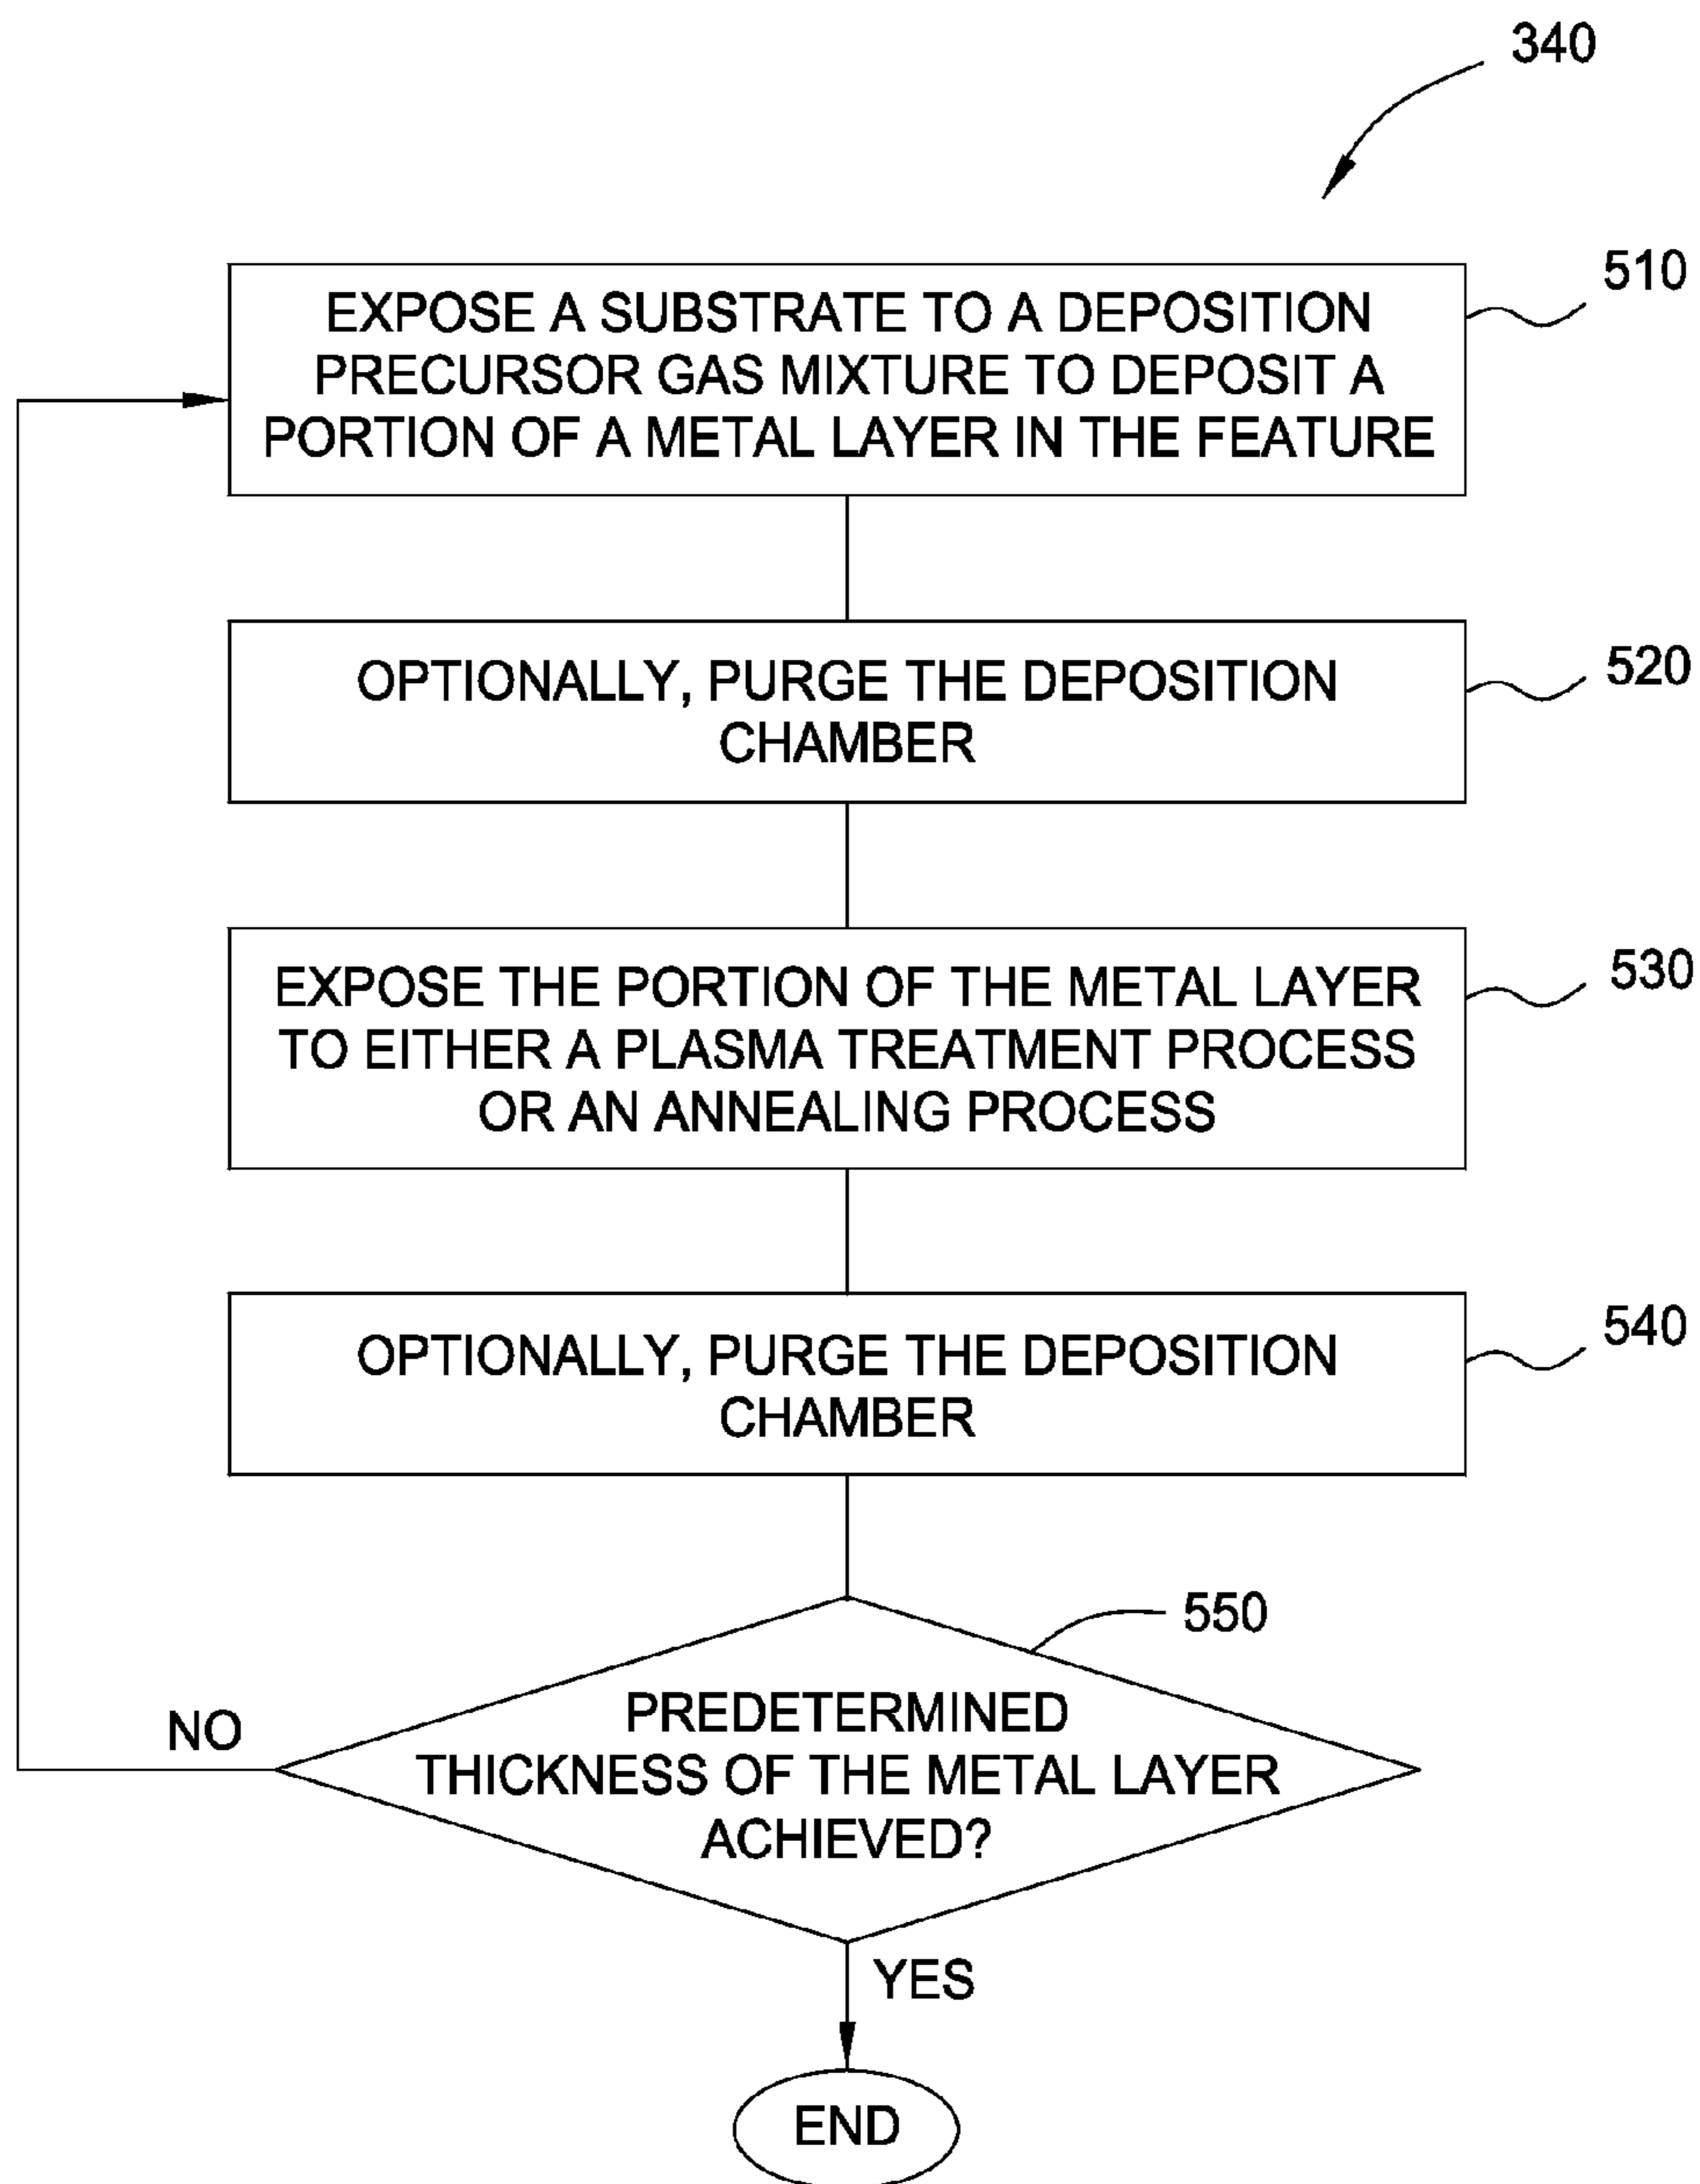 340
510
EXPOSE A SUBSTRATE TO A DEPOSITION
PRECURSOR GAS MIXTURE TO DEPOSIT A
PORTION OF A METAL LAYER IN THE FEATURE
520
OPTIONALLY, PURGE THE DEPOSITION
CHAMBER
530
EXPOSE THE PORTION OF THE METAL LAYER
TO EITHER A PLASMA TREATMENT PROCESS
OR AN ANNEALING PROCESS
540
OPTIONALLY, PURGE THE DEPOSITION
CHAMBER
550
PREDETERMINED
THICKNESS OF THE METAL LAYER
ACHIEVED?
NO
YES
END